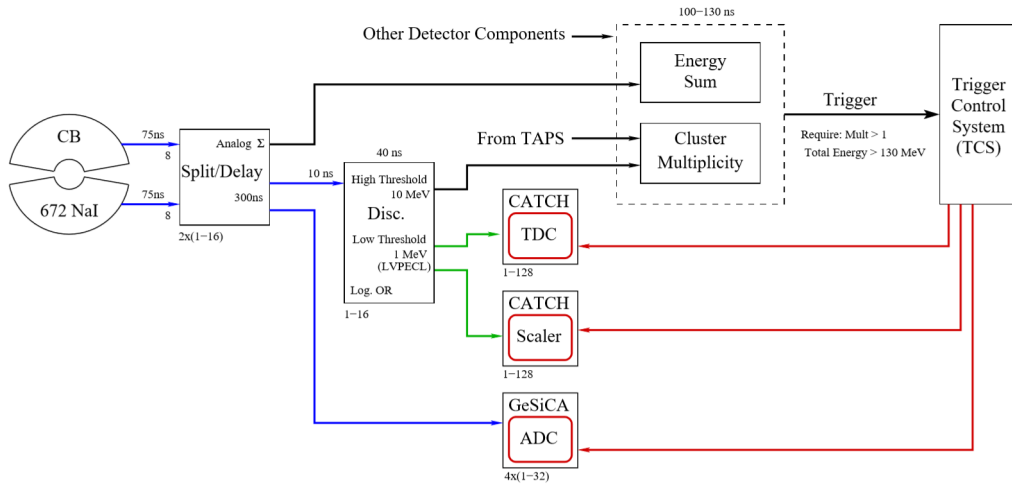 100−130 ns
Other Detector Components
Energy
Sum
Trigger
Control
System
(TCS)
Trigger
Require: Mult > 1
Total Energy > 130 MeV
From TAPS
Cluster
Multiplicity
CB
672 NaI
75ns
8
75ns
8
Analog Σ
Split/Delay
300ns
2x(1−16)
10 ns
40 ns
High Threshold
10 MeV
Disc.
Low Threshold
1 MeV
(LVPECL)
Log. OR
1−16
CATCH
TDC
1−128
CATCH
Scaler
1−128
GeSiCA
ADC
4x(1−32)